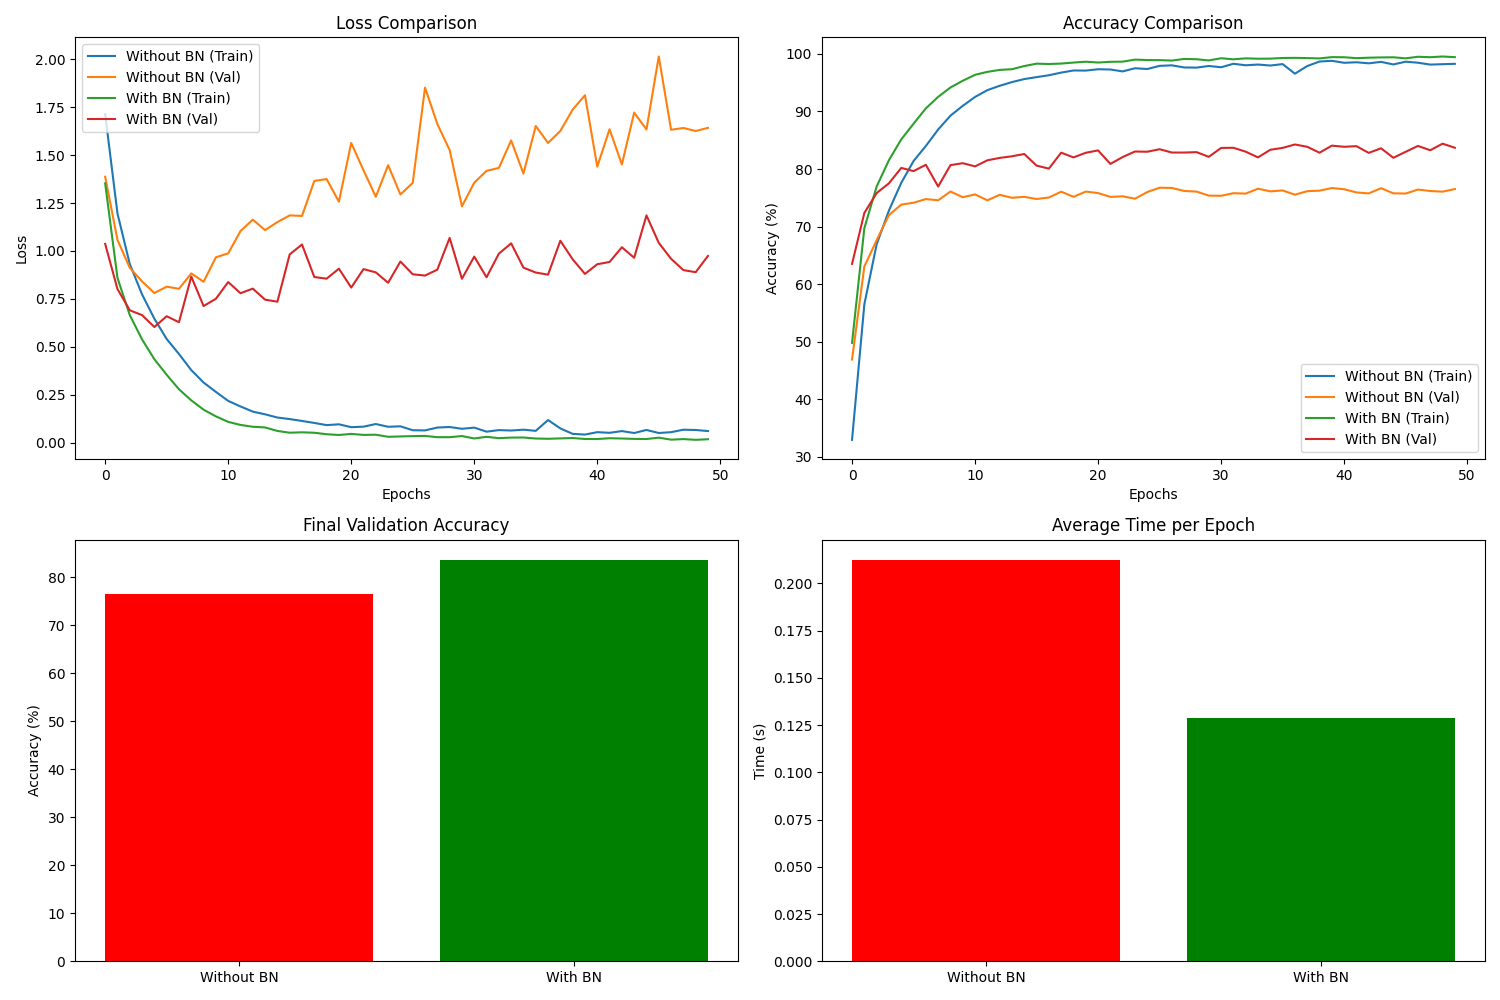 Loss Comparison
Without BN (Train)
Without BN (Val)
With BN (Train)
With BN (Val)
2.00
1.75
1.50
1.25
1.00
0.75
0.50
0.25
0.00
Loss
0 10 20 30 40 50
Epochs
Accuracy Comparison
100
90
80
70
60
50
40
30
Accuracy (%)
Without BN (Train)
Without BN (Val)
With BN (Train)
With BN (Val)
0 10 20 30 40 50
Epochs
Final Validation Accuracy
80
70
60
50
40
30
20
10
0
Accuracy (%)
Without BN With BN
Average Time per Epoch
0.200
0.175
0.150
0.125
0.100
0.075
0.050
0.025
0.000
Time (s)
Without BN With BN